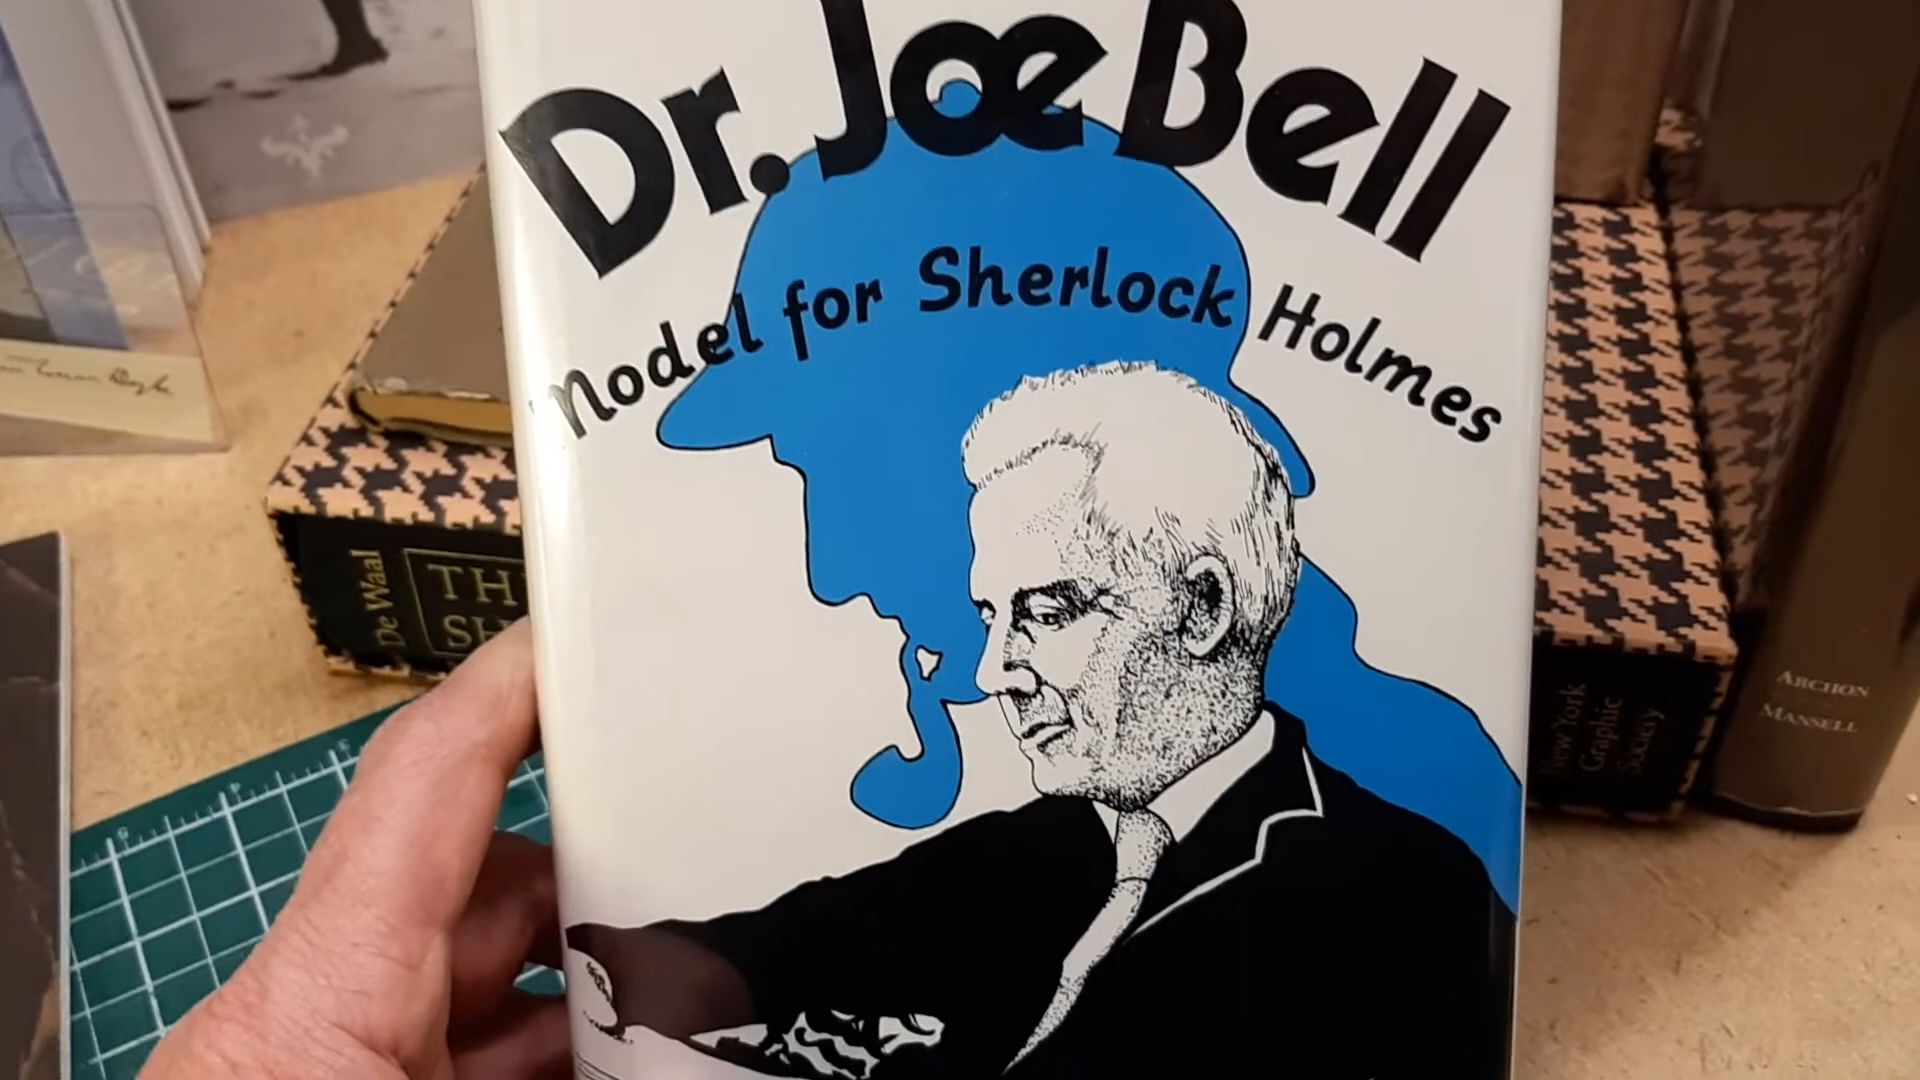 Dr. Joe Bell
Model for Sherlock Holmes
De Waal
TH
SH
New York
Graphic
Society
ARCHON
MANSELL